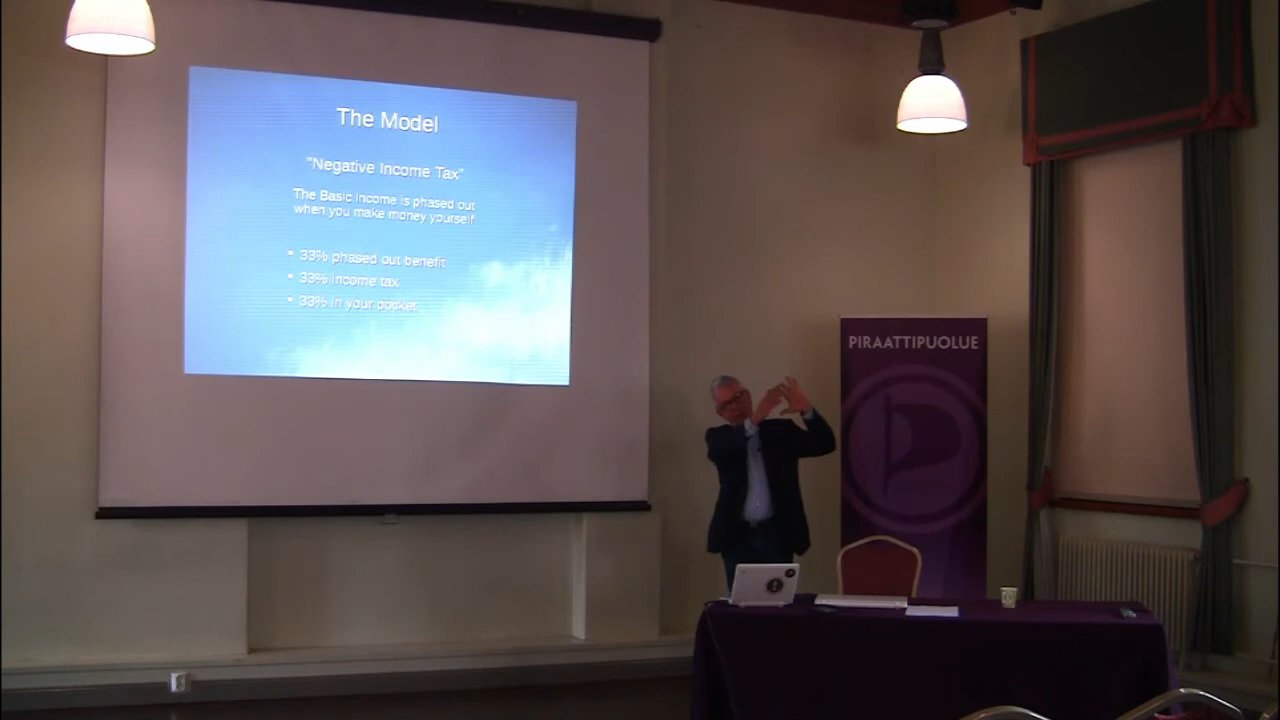 The Model
"Negative Income Tax"
The Basic Income is phased out
when you make money yourself
• 33% phased out benefit
• 33% income tax
• 33% in your pocket
PIRAATTIPUOLUE